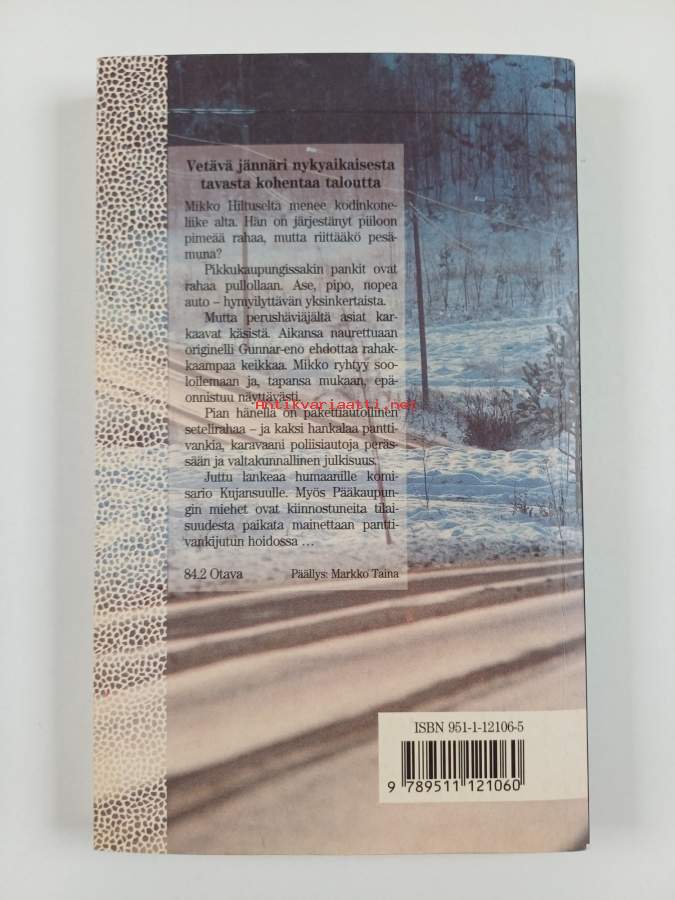 Vetävä jännäri nykyaikaisesta
tavasta kohentaa taloutta
Mikko Hiltuselta menee kodinkone-
liike alta. Hän on järjestänyt piiloon
pimeää rahaa, mutta riittääkö pesä-
muna?
Pikkukaupungissakin pankit ovat
rahaa pullollaan. Ase, pipo, nopea
auto – hymyilyttävän yksinkertaista.
Mutta perushäviäjältä asiat kar-
kaavat käsistä. Aikansa naurettuaan
originelli Gunnar-eno ehdottaa rahak-
kaampaa keikkaa. Mikko ryhtyy soo-
loilemaan ja, tapansa mukaan, epä-
onnistuu näyttävästi.
Antikvariaatti.net
Pian hänellä on pakettiautollinen
setelirahaa – ja kaksi hankalaa pantti-
vankia, karavaani poliisiautoja peräs-
sään ja valtakunnallinen julkisuus.
Juttu lankeaa humaanille komi-
sario Kujansuulle. Myös Pääkaupun-
gin miehet ovat kiinnostuneita tilai-
suudesta paikata mainettaan pantti-
vankijutun hoidossa ...
84.2 Otava Päällys: Markko Taina
ISBN 951-1-12106-5
9 789511 121060